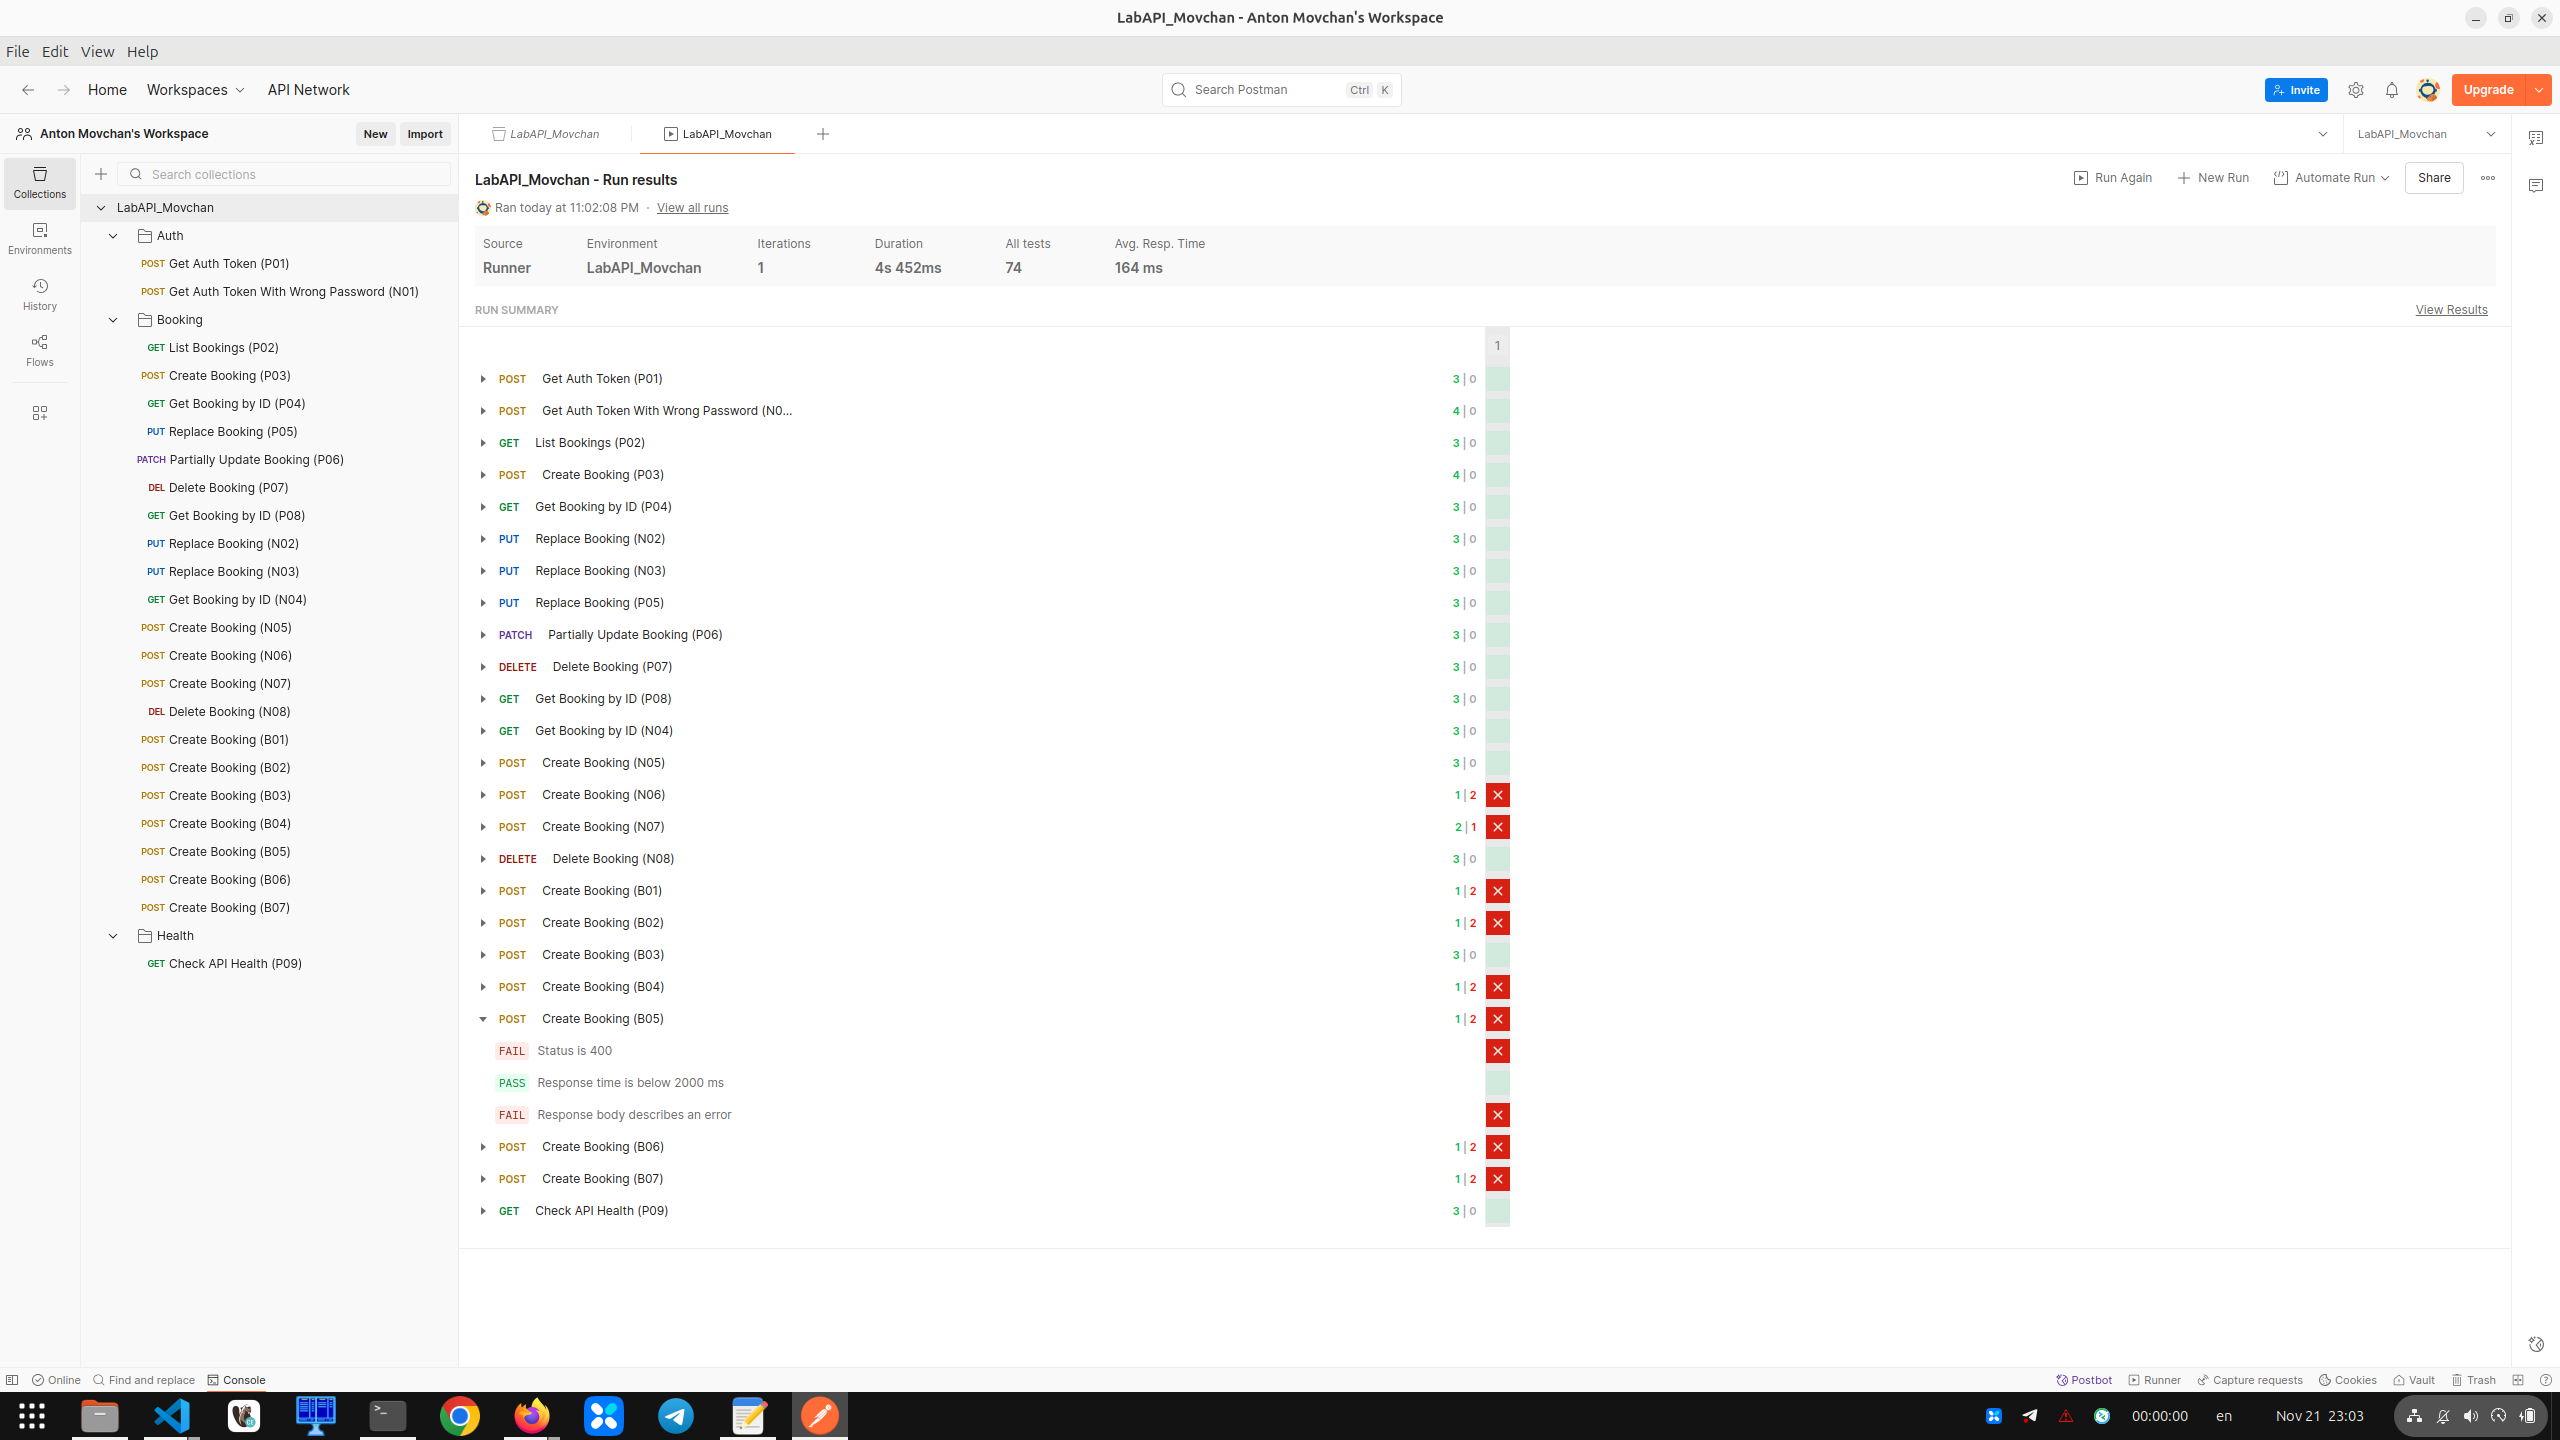 LabAPI_Movchan - Anton Movchan's Workspace
File Edit View Help
Home Workspaces API Network Search Postman Ctrl K Invite Upgrade
Anton Movchan's Workspace New Import LabAPI_Movchan LabAPI_Movchan LabAPI_Movchan
Collections
Environments
History
Flows
Search collections
LabAPI_Movchan
Auth
POST Get Auth Token (P01)
POST Get Auth Token With Wrong Password (N01)
Booking
GET List Bookings (P02)
POST Create Booking (P03)
GET Get Booking by ID (P04)
PUT Replace Booking (P05)
PATCH Partially Update Booking (P06)
DEL Delete Booking (P07)
GET Get Booking by ID (P08)
PUT Replace Booking (N02)
PUT Replace Booking (N03)
GET Get Booking by ID (N04)
POST Create Booking (N05)
POST Create Booking (N06)
POST Create Booking (N07)
DEL Delete Booking (N08)
POST Create Booking (B01)
POST Create Booking (B02)
POST Create Booking (B03)
POST Create Booking (B04)
POST Create Booking (B05)
POST Create Booking (B06)
POST Create Booking (B07)
Health
GET Check API Health (P09)
LabAPI_Movchan - Run results Run Again New Run Automate Run Share
Ran today at 11:02:08 PM · View all runs
Source Environment Iterations Duration All tests Avg. Resp. Time
Runner LabAPI_Movchan 1 4s 452ms 74 164 ms
RUN SUMMARY View Results
1
POST Get Auth Token (P01) 3 | 0
POST Get Auth Token With Wrong Password (N0... 4 | 0
GET List Bookings (P02) 3 | 0
POST Create Booking (P03) 4 | 0
GET Get Booking by ID (P04) 3 | 0
PUT Replace Booking (N02) 3 | 0
PUT Replace Booking (N03) 3 | 0
PUT Replace Booking (P05) 3 | 0
PATCH Partially Update Booking (P06) 3 | 0
DELETE Delete Booking (P07) 3 | 0
GET Get Booking by ID (P08) 3 | 0
GET Get Booking by ID (N04) 3 | 0
POST Create Booking (N05) 3 | 0
POST Create Booking (N06) 1 | 2
POST Create Booking (N07) 2 | 1
DELETE Delete Booking (N08) 3 | 0
POST Create Booking (B01) 1 | 2
POST Create Booking (B02) 1 | 2
POST Create Booking (B03) 3 | 0
POST Create Booking (B04) 1 | 2
POST Create Booking (B05) 1 | 2
FAIL Status is 400
PASS Response time is below 2000 ms
FAIL Response body describes an error
POST Create Booking (B06) 1 | 2
POST Create Booking (B07) 1 | 2
GET Check API Health (P09) 3 | 0
Online Find and replace Console Postbot Runner Capture requests Cookies Vault Trash
00:00:00 en Nov 21 23:03